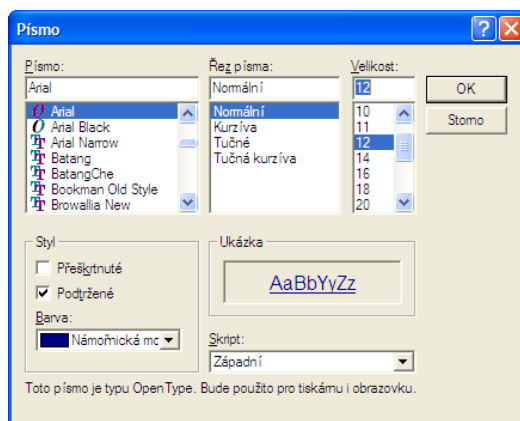 Písmo
Písmo:
Arial
Arial
Arial Black
Arial Narrow
Batang
BatangChe
Bookman Old Style
Browallia New
Řez písma:
Normální
Normální
Kurzíva
Tučné
Tučná kurzíva
Velikost:
12
10
11
12
14
16
18
20
OK
Storno
Styl
Přeškrtnuté
Podtržené
Barva:
Námořnická mc
Ukázka
AaBbYyZz
Skript:
Západní
Toto písmo je typu OpenType. Bude použito pro tiskárnu i obrazovku.